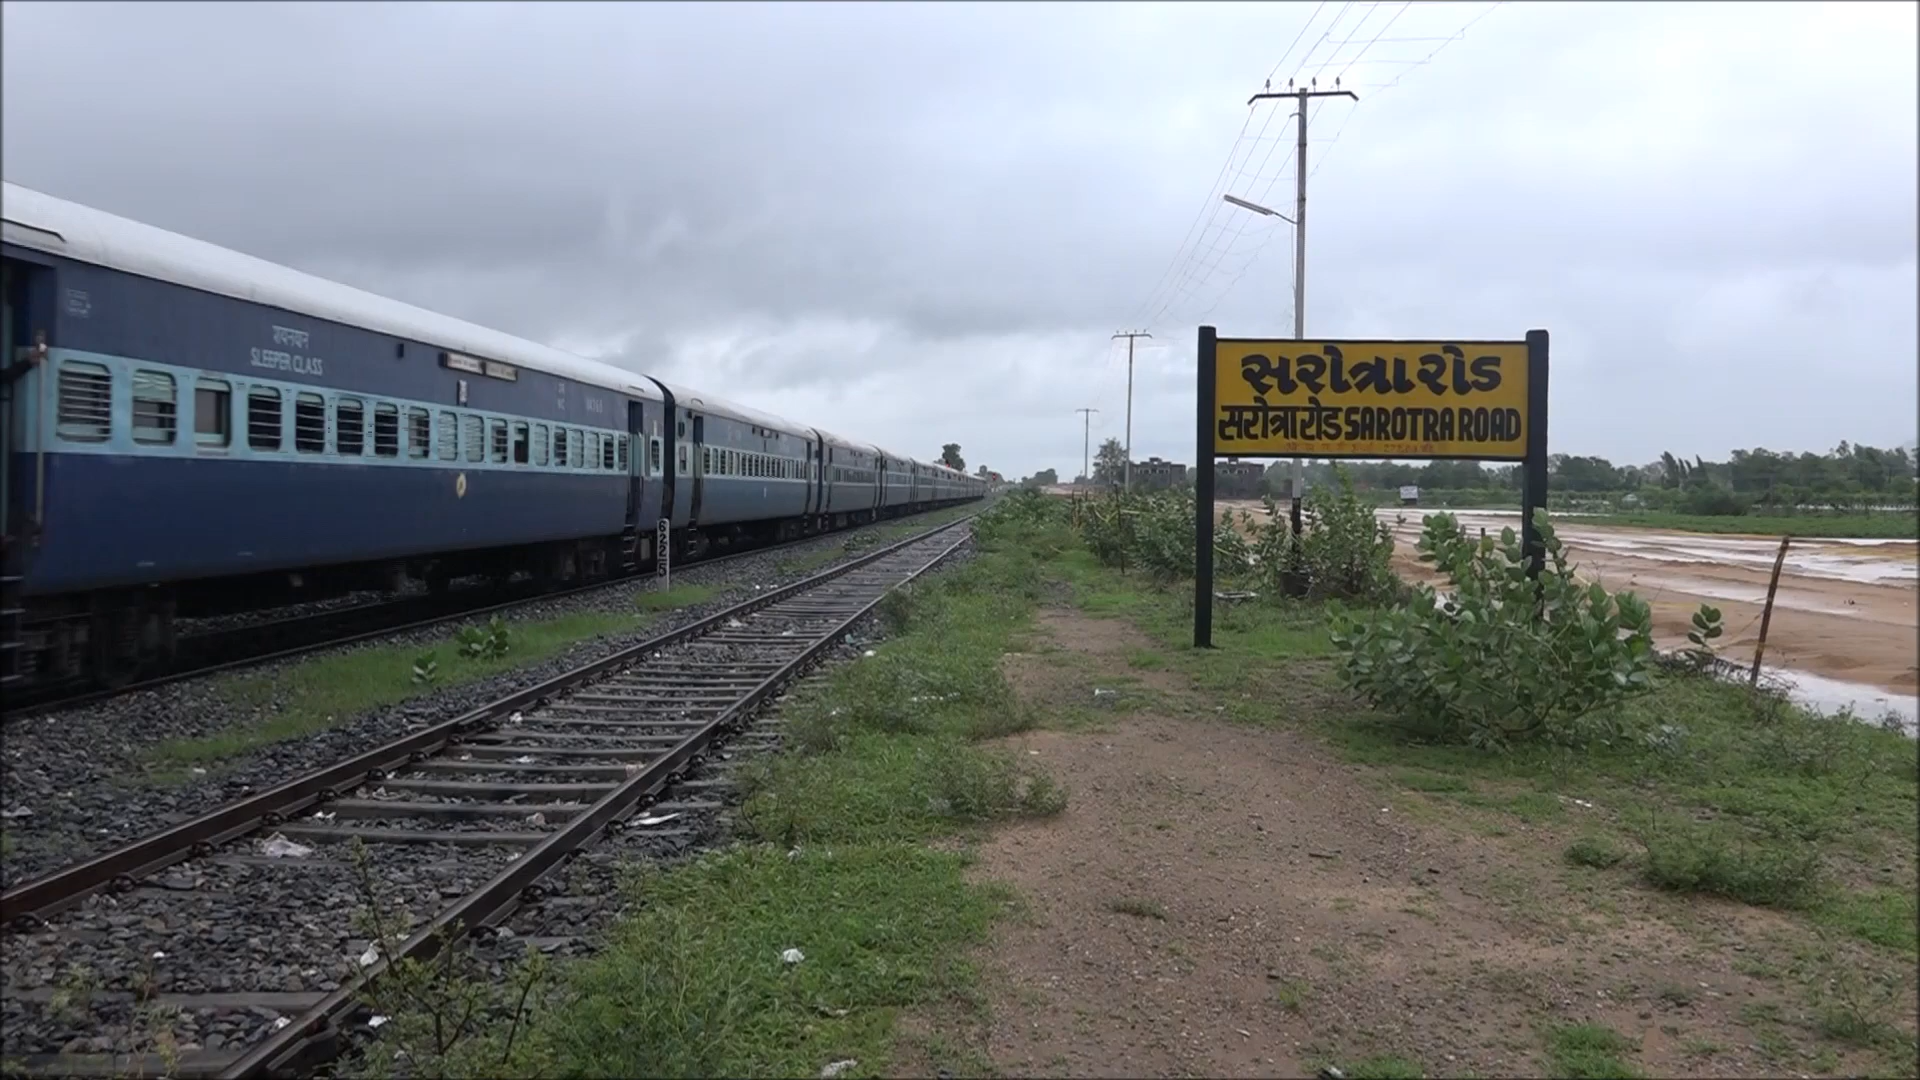 शयनयान
SLEEPER CLASS
6225
સરોત્રા રોડ
सरोत्रा रोड SAROTRA ROAD